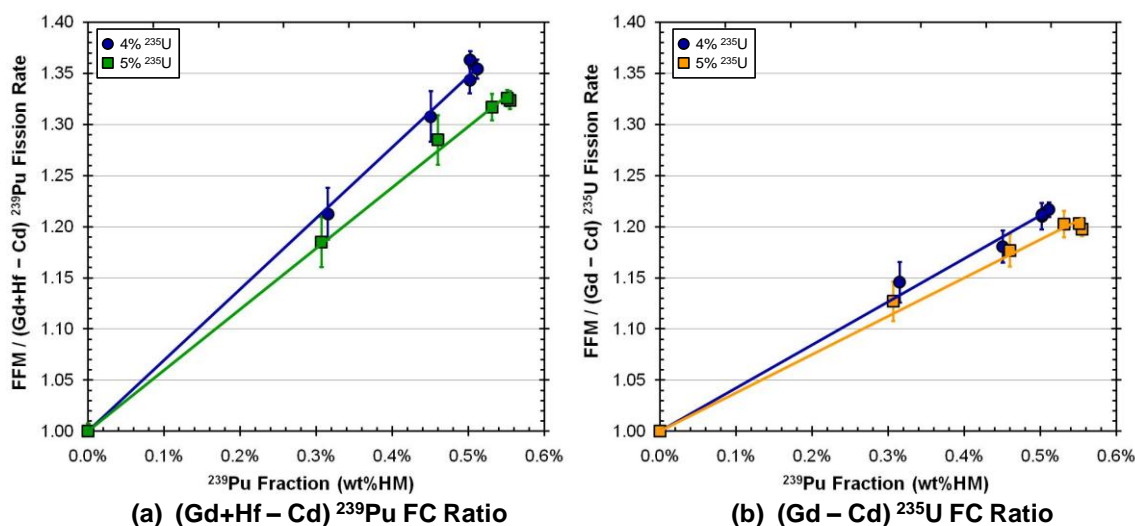 FFM / (Gd+Hf – Cd) ²³⁹Pu Fission Rate
1.40
1.35
1.30
1.25
1.20
1.15
1.10
1.05
1.00
4% ²³⁵U
5% ²³⁵U
0.0% 0.1% 0.2% 0.3% 0.4% 0.5% 0.6%
²³⁹Pu Fraction (wt%HM)
(a) (Gd+Hf – Cd) ²³⁹Pu FC Ratio
FFM / (Gd – Cd) ²³⁵U Fission Rate
1.40
1.35
1.30
1.25
1.20
1.15
1.10
1.05
1.00
4% ²³⁵U
5% ²³⁵U
0.0% 0.1% 0.2% 0.3% 0.4% 0.5% 0.6%
²³⁹Pu Fraction (wt%HM)
(b) (Gd – Cd) ²³⁵U FC Ratio